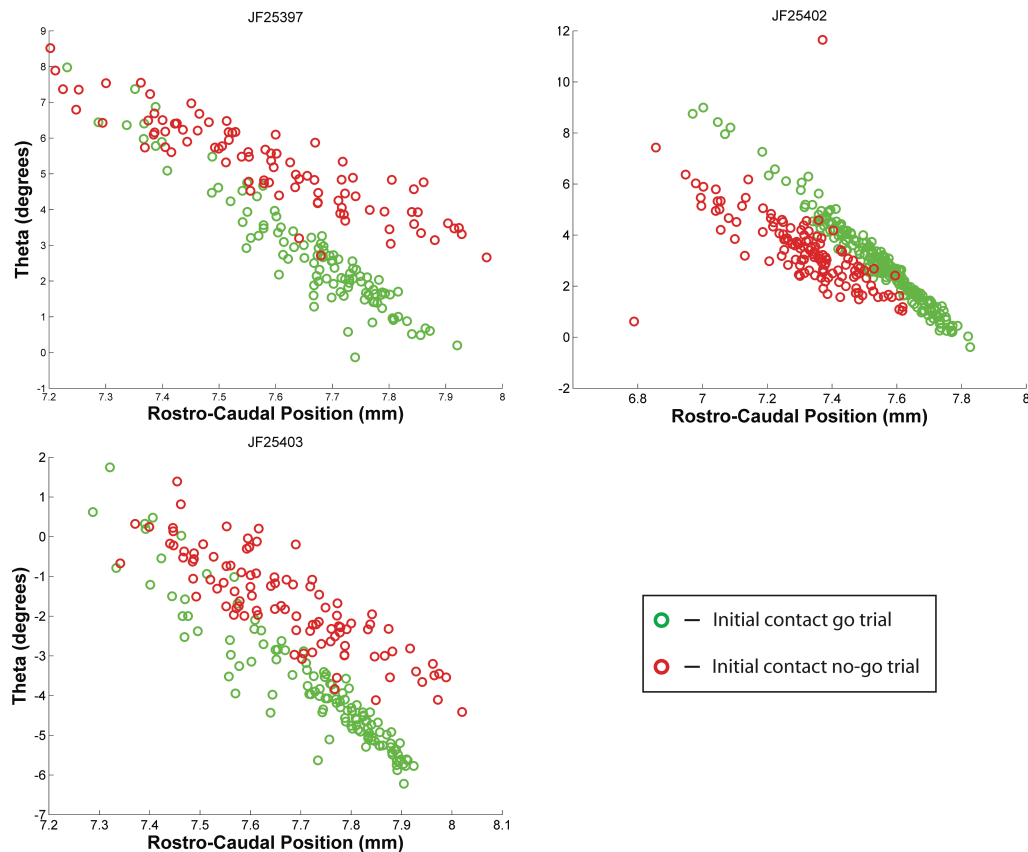 JF25397
9
8
7
6
5
4
3
2
1
0
-1
Theta (degrees)
7.2 7.3 7.4 7.5 7.6 7.7 7.8 7.9 8
Rostro-Caudal Position (mm)
JF25402
12
10
8
6
4
2
0
-2
6.8 7 7.2 7.4 7.6 7.8 8
Rostro-Caudal Position (mm)
JF25403
2
1
0
-1
-2
-3
-4
-5
-6
-7
Theta (degrees)
7.2 7.3 7.4 7.5 7.6 7.7 7.8 7.9 8 8.1
Rostro-Caudal Position (mm)
– Initial contact go trial
– Initial contact no-go trial